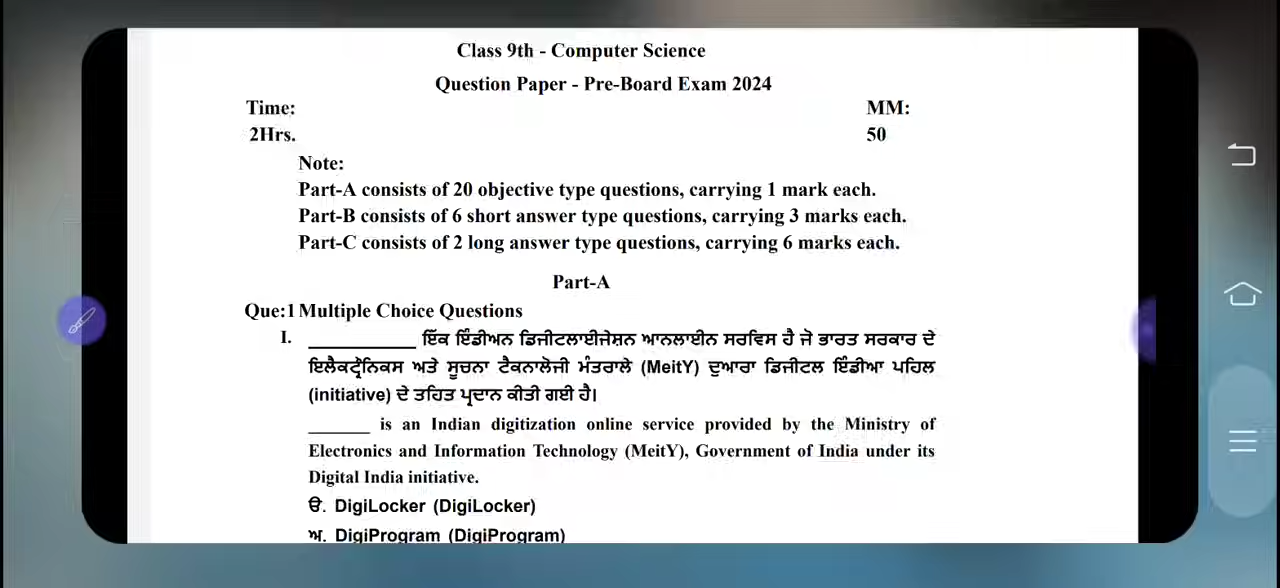 Class 9th - Computer Science
Question Paper - Pre-Board Exam 2024
Time: MM:
2Hrs. 50
Note:
Part-A consists of 20 objective type questions, carrying 1 mark each.
Part-B consists of 6 short answer type questions, carrying 3 marks each.
Part-C consists of 2 long answer type questions, carrying 6 marks each.
Part-A
Que:1 Multiple Choice Questions
I. ____________ ਇੱਕ ਇੰਡੀਅਨ ਡਿਜੀਟਲਾਈਜੇਸ਼ਨ ਆਨਲਾਈਨ ਸਰਵਿਸ ਹੈ ਜੋ ਭਾਰਤ ਸਰਕਾਰ ਦੇ
ਇਲੈਕਟ੍ਰੋਨਿਕਸ ਅਤੇ ਸੂਚਨਾ ਟੈਕਨਾਲੋਜੀ ਮੰਤਰਾਲੇ (MeitY) ਦੁਆਰਾ ਡਿਜੀਟਲ ਇੰਡੀਆ ਪਹਿਲ
(initiative) ਦੇ ਤਹਿਤ ਪ੍ਰਦਾਨ ਕੀਤੀ ਗਈ ਹੈ।
_______ is an Indian digitization online service provided by the Ministry of
Electronics and Information Technology (MeitY), Government of India under its
Digital India initiative.
ੳ. DigiLocker (DigiLocker)
ਅ. DigiProgram (DigiProgram)